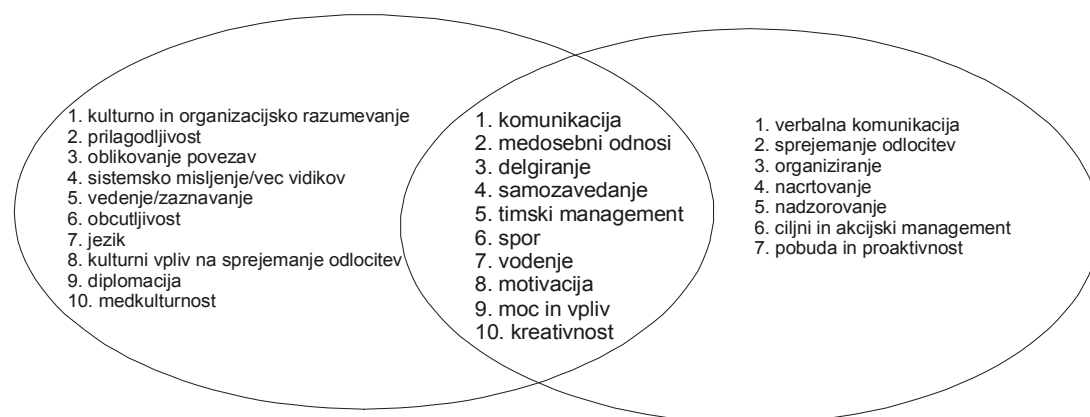 1. kulturno in organizacijsko razumevanje
2. prilagodljivost
3. oblikovanje povezav
4. sistemsko misljenje/vec vidikov
5. vedenje/zaznavanje
6. obcutljivost
7. jezik
8. kulturni vpliv na sprejemanje odlocitev
9. diplomacija
10. medkulturnost
1. komunikacija
2. medosebni odnosi
3. delgiranje
4. samozavedanje
5. timski management
6. spor
7. vodenje
8. motivacija
9. moc in vpliv
10. kreativnost
1. verbalna komunikacija
2. sprejemanje odlocitev
3. organiziranje
4. nacrtovanje
5. nadzorovanje
6. ciljni in akcijski management
7. pobuda in proaktivnost